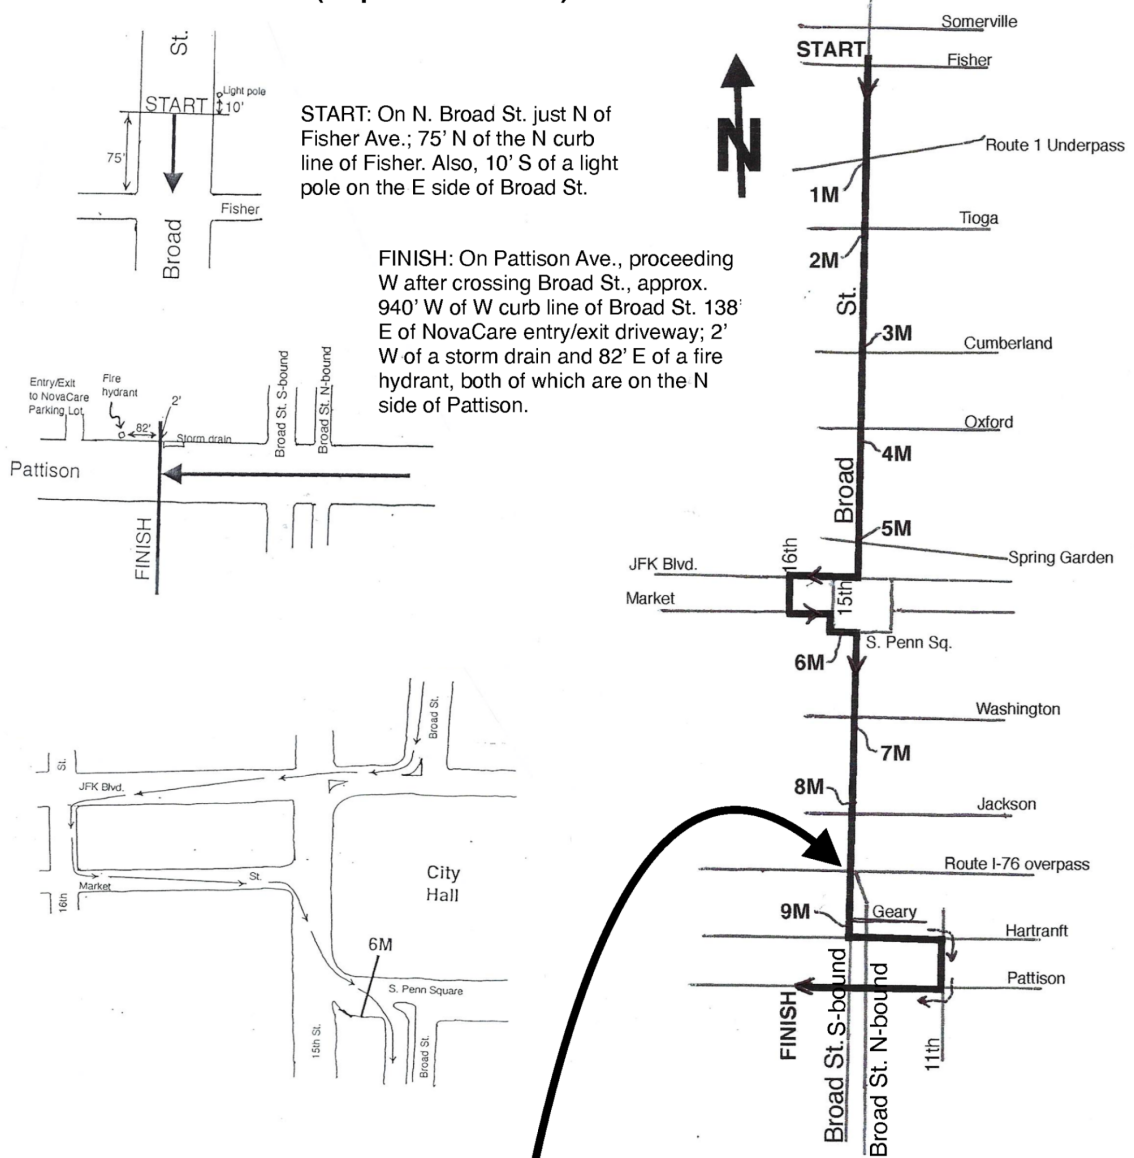 St.
Light pole
START
10'
75'
Fisher
Broad
START: On N. Broad St. just N of
Fisher Ave.; 75' N of the N curb
line of Fisher. Also, 10' S of a light
pole on the E side of Broad St.
FINISH: On Pattison Ave., proceeding
W after crossing Broad St., approx.
940' W of W curb line of Broad St. 138'
E of NovaCare entry/exit driveway; 2'
W of a storm drain and 82' E of a fire
hydrant, both of which are on the N
side of Pattison.
Entry/Exit
to NovaCare
Parking Lot
Fire
hydrant
2'
82'
Storm drain
Broad St. S-bound
Broad St. N-bound
Pattison
FINISH
St.
JFK Blvd.
Broad St.
Market
St.
16th
City
Hall
6M
S. Penn Square
15th St.
Broad St.
N
Somerville
START
Fisher
Route 1 Underpass
1M
Tioga
2M
St.
3M
Cumberland
Oxford
4M
Broad
5M
Spring Garden
16th
JFK Blvd.
Market
15th
S. Penn Sq.
6M
Washington
7M
8M
Jackson
Route I-76 overpass
9M
Geary
Hartranft
Pattison
FINISH
Broad St. S-bound
Broad St. N-bound
11th